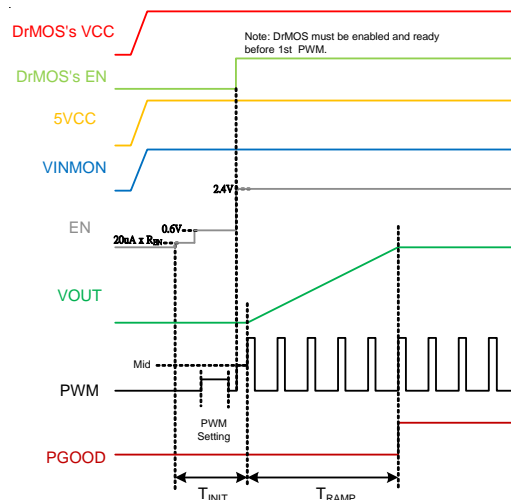 DrMOS's VCC
Note: DrMOS must be enabled and ready
before 1st PWM.
DrMOS's EN
5VCC
VINMON
2.4V
EN
0.6V
20uA x REN
VOUT
Mid
PWM
PWM
Setting
PGOOD
TINIT
TRAMP